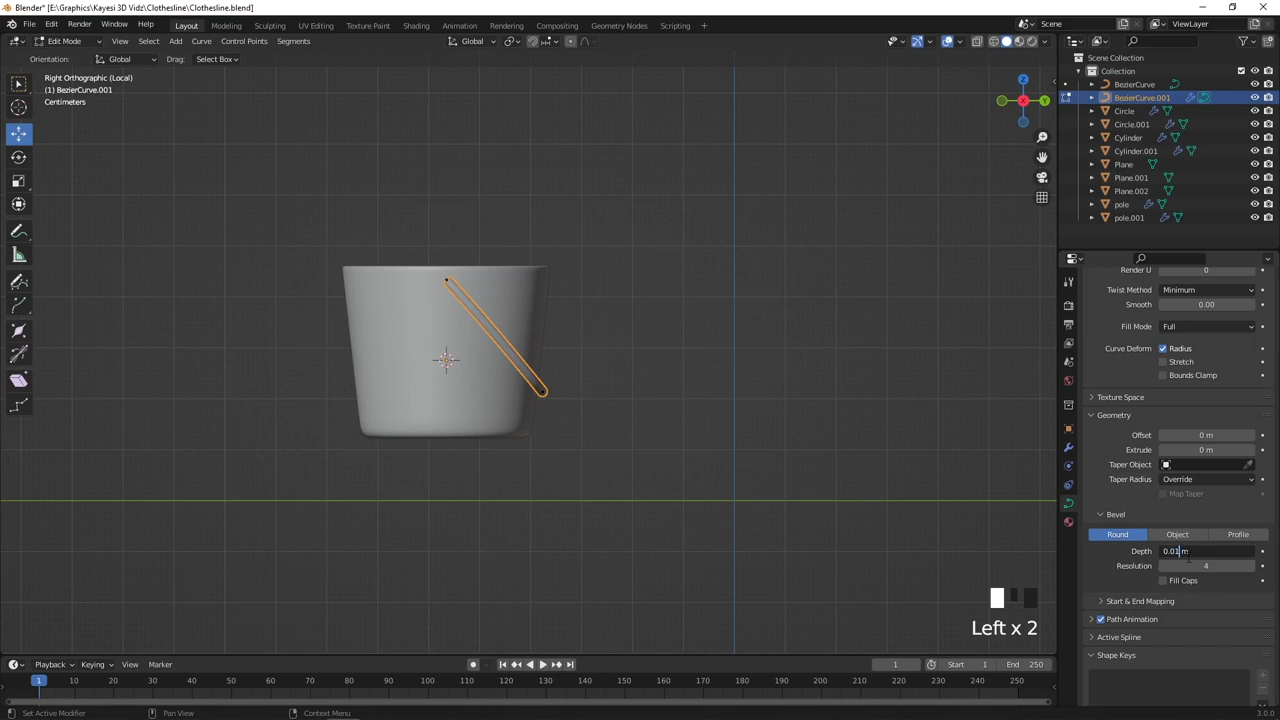 Blender* [E:\Graphics\Kayesi 3D Vidz\Clothesline\Clothesline.blend]
File Edit Render Window Help Layout Modeling Sculpting UV Editing Texture Paint Shading Animation Rendering Compositing Geometry Nodes Scripting Scene ViewLayer
Edit Mode View Select Add Curve Control Points Segments Global
Orientation: Global Drag: Select Box
Right Orthographic (Local)
(1) BezierCurve.001
Centimeters
Z
X
Y
Scene Collection
Collection
BezierCurve
BezierCurve.001
Circle
Circle.001
Cylinder
Cylinder.001
Plane
Plane.001
Plane.002
pole
pole.001
Render U 0
Twist Method Minimum
Smooth 0.00
Fill Mode Full
Curve Deform Radius
Stretch
Bounds Clamp
Texture Space
Geometry
Offset 0 m
Extrude 0 m
Taper Object
Taper Radius Override
Map Taper
Bevel
Round Object Profile
Depth 0.01 m
Resolution 4
Fill Caps
Start & End Mapping
Path Animation
Active Spline
Shape Keys
Left x 2
Playback Keying View Marker 1 Start 1 End 250
1 10 20 30 40 50 60 70 80 90 100 110 120 130 140 150 160 170 180 190 200 210 220 230 240 250
Set Active Modifier Pan View Context Menu 3.0.0